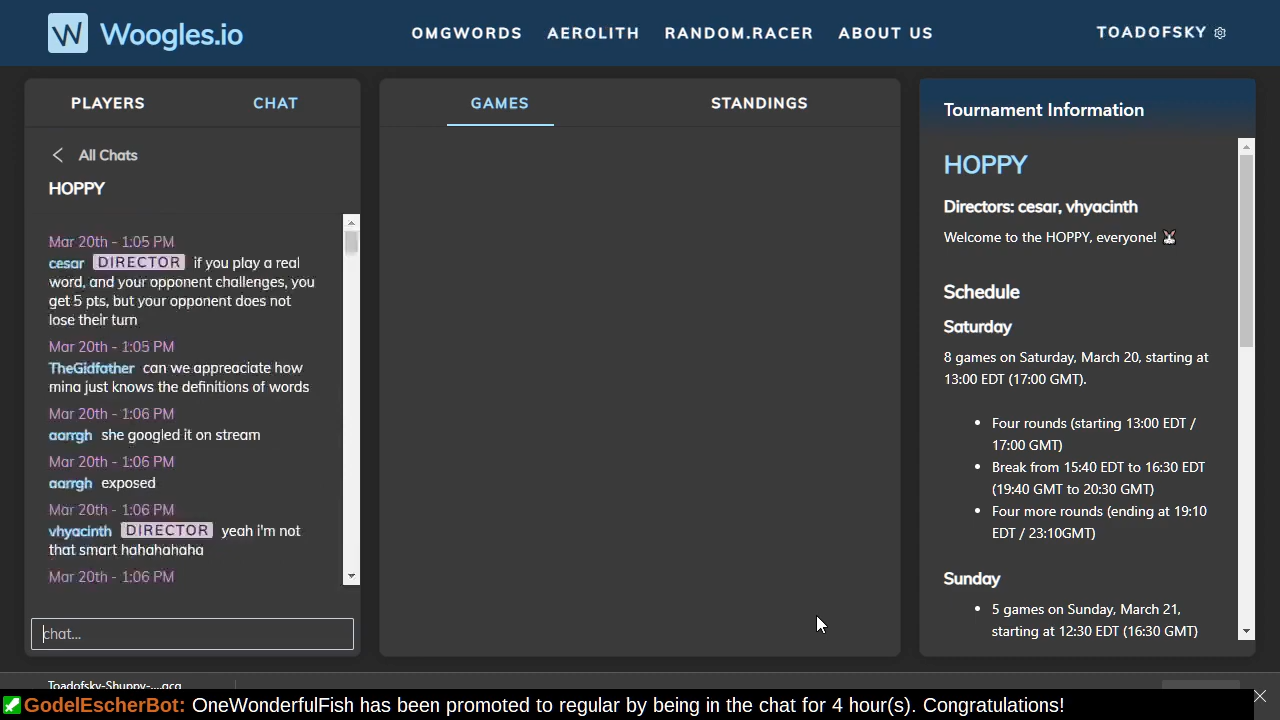 W Woogles.io
OMGWORDS AEROLITH RANDOM.RACER ABOUT US
TOADOFSKY
PLAYERS CHAT
All Chats
HOPPY
Mar 20th - 1:05 PM
cesar DIRECTOR if you play a real
word, and your opponent challenges, you
get 5 pts, but your opponent does not
lose their turn
Mar 20th - 1:05 PM
TheGidfather can we appreaciate how
mina just knows the definitions of words
Mar 20th - 1:06 PM
aarrgh she googled it on stream
Mar 20th - 1:06 PM
aarrgh exposed
Mar 20th - 1:06 PM
vhyacinth DIRECTOR yeah i'm not
that smart hahahahaha
Mar 20th - 1:06 PM
chat...
GAMES STANDINGS
Tournament Information
HOPPY
Directors: cesar, vhyacinth
Welcome to the HOPPY, everyone!
Schedule
Saturday
8 games on Saturday, March 20, starting at
13:00 EDT (17:00 GMT).
• Four rounds (starting 13:00 EDT /
17:00 GMT)
• Break from 15:40 EDT to 16:30 EDT
(19:40 GMT to 20:30 GMT)
• Four more rounds (ending at 19:10
EDT / 23:10GMT)
Sunday
• 5 games on Sunday, March 21,
starting at 12:30 EDT (16:30 GMT)
Toadofsky-Shuppy-....gcg
GodelEscherBot: OneWonderfulFish has been promoted to regular by being in the chat for 4 hour(s). Congratulations!